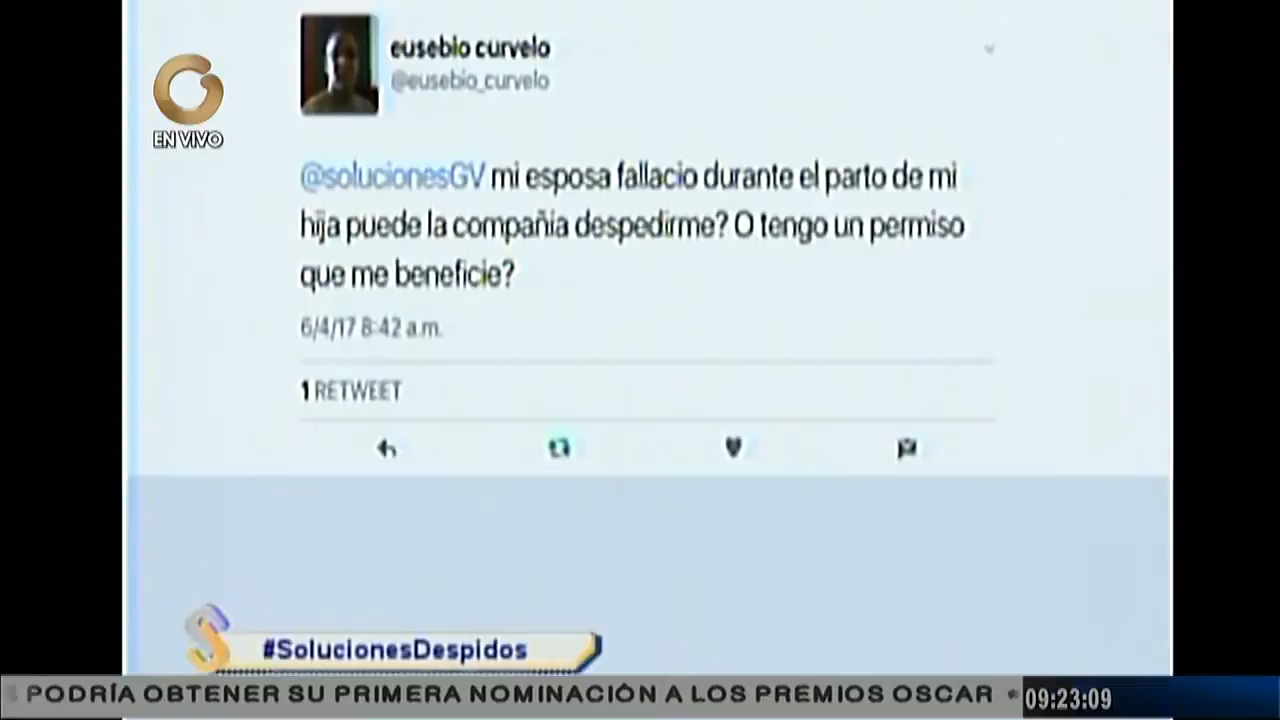 eusebio curvelo
@eusebio_curvelo
EN VIVO
@solucionesGV mi esposa fallacio durante el parto de mi
hija puede la compañia despedirme? O tengo un permiso
que me beneficie?
6/4/17 8:42 a.m.
1 RETWEET
#SolucionesDespidos
PODRÍA OBTENER SU PRIMERA NOMINACIÓN A LOS PREMIOS OSCAR
09:23:09